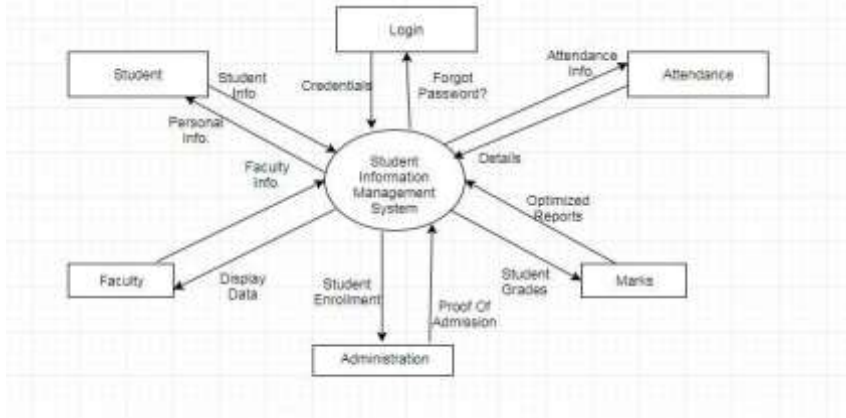 Login
Student
Student
Info
Credentials
Forgot
Password?
Attendance
Info.
Attendance
Personal
Info.
Faculty
Info.
Student
Information
Management
System
Details
Optimized
Reports
Faculty
Display
Data
Student
Enrollment
Proof Of
Admission
Student
Grades
Marks
Administration